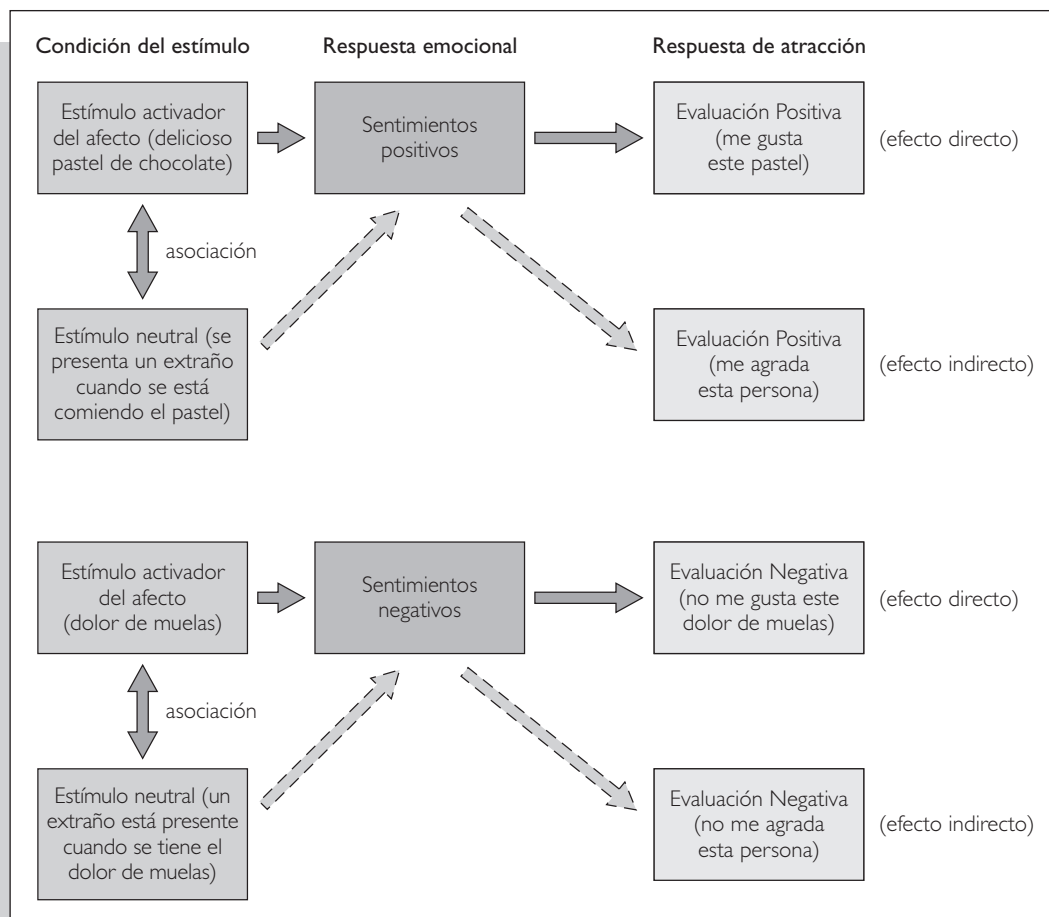 Condición del estímulo
Respuesta emocional
Respuesta de atracción
Estímulo activador
del afecto (delicioso
pastel de chocolate)
Sentimientos
positivos
Evaluación Positiva
(me gusta
este pastel)
(efecto directo)
asociación
Estímulo neutral (se
presenta un extraño
cuando se está
comiendo el pastel)
Evaluación Positiva
(me agrada
esta persona)
(efecto indirecto)
Estímulo activador
del afecto
(dolor de muelas)
Sentimientos
negativos
Evaluación Negativa
(no me gusta este
dolor de muelas)
(efecto directo)
asociación
Estímulo neutral (un
extraño está presente
cuando se tiene el
dolor de muelas)
Evaluación Negativa
(no me agrada
esta persona)
(efecto indirecto)